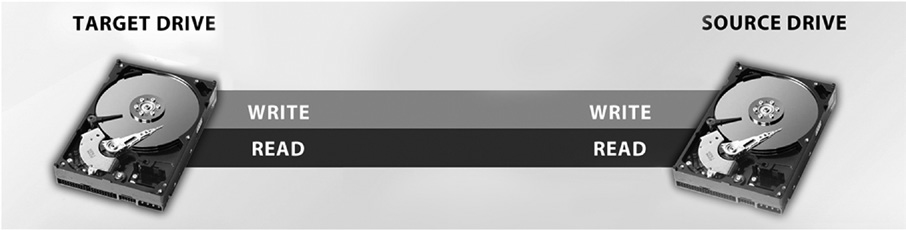 TARGET DRIVE
SOURCE DRIVE
WRITE
WRITE
READ
READ